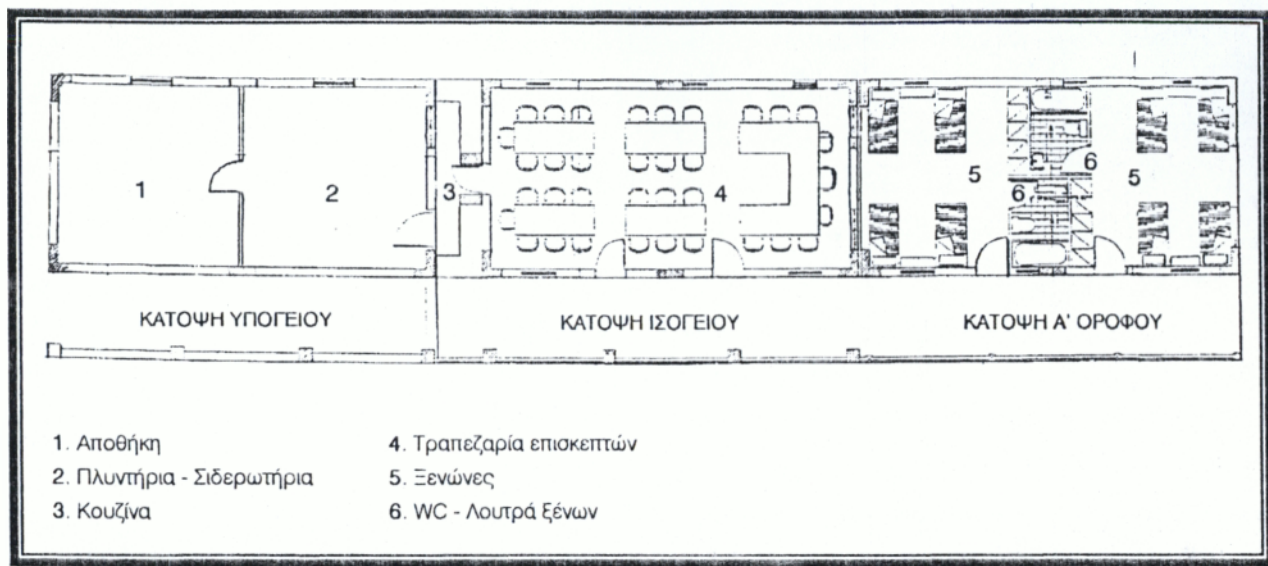 1
2
3
4
5
6
6
5
ΚΑΤΟΨΗ ΥΠΟΓΕΙΟΥ
ΚΑΤΟΨΗ ΙΣΟΓΕΙΟΥ
ΚΑΤΟΨΗ Α' ΟΡΟΦΟΥ
1. Αποθήκη
2. Πλυντήρια - Σιδερωτήρια
3. Κουζίνα
4. Τραπεζαρία επισκεπτών
5. Ξενώνες
6. WC - Λουτρά ξένων